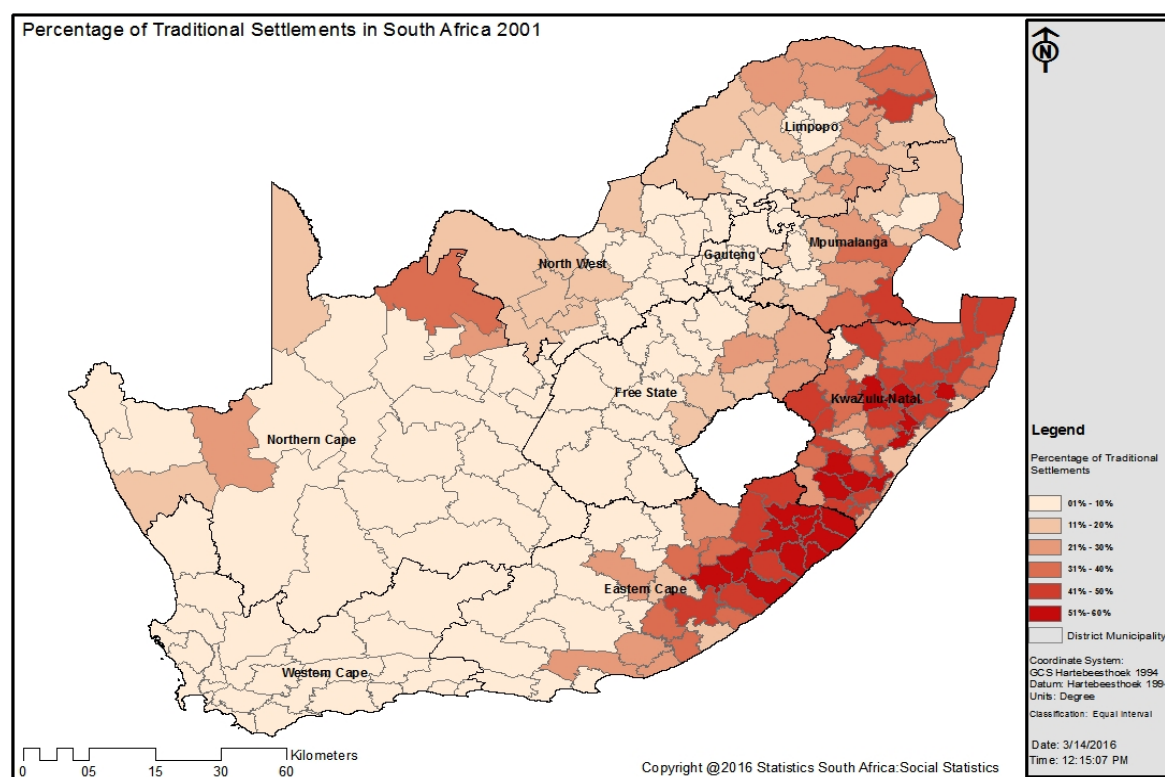 Percentage of Traditional Settlements in South Africa 2001
N
Limpopo
Mpumalanga
Gauteng
North West
Free State
KwaZulu-Natal
Northern Cape
Eastern Cape
Western Cape
Legend
Percentage of Traditional
Settlements
01% - 10%
11% - 20%
21% - 30%
31% - 40%
41% - 50%
51% - 60%
District Municipality
Coordinate System:
GCS Hartebeesthoek 1994
Datum: Hartebeesthoek 199
Units: Degree
Classification: Equal Interval
Date: 3/14/2016
Time: 12:15:07 PM
Kilometers
0 05 15 30 60
Copyright @2016 Statistics South Africa:Social Statistics